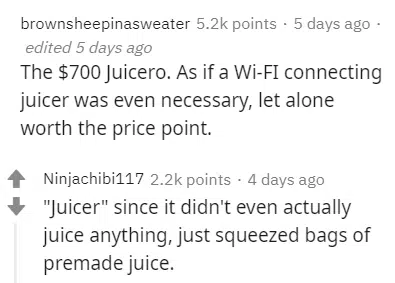 brownsheepinasweater 5.2k points · 5 days ago ·
edited 5 days ago
The $700 Juicero. As if a Wi-FI connecting
juicer was even necessary, let alone
worth the price point.
Ninjachibi117 2.2k points · 4 days ago
"Juicer" since it didn't even actually
juice anything, just squeezed bags of
premade juice.